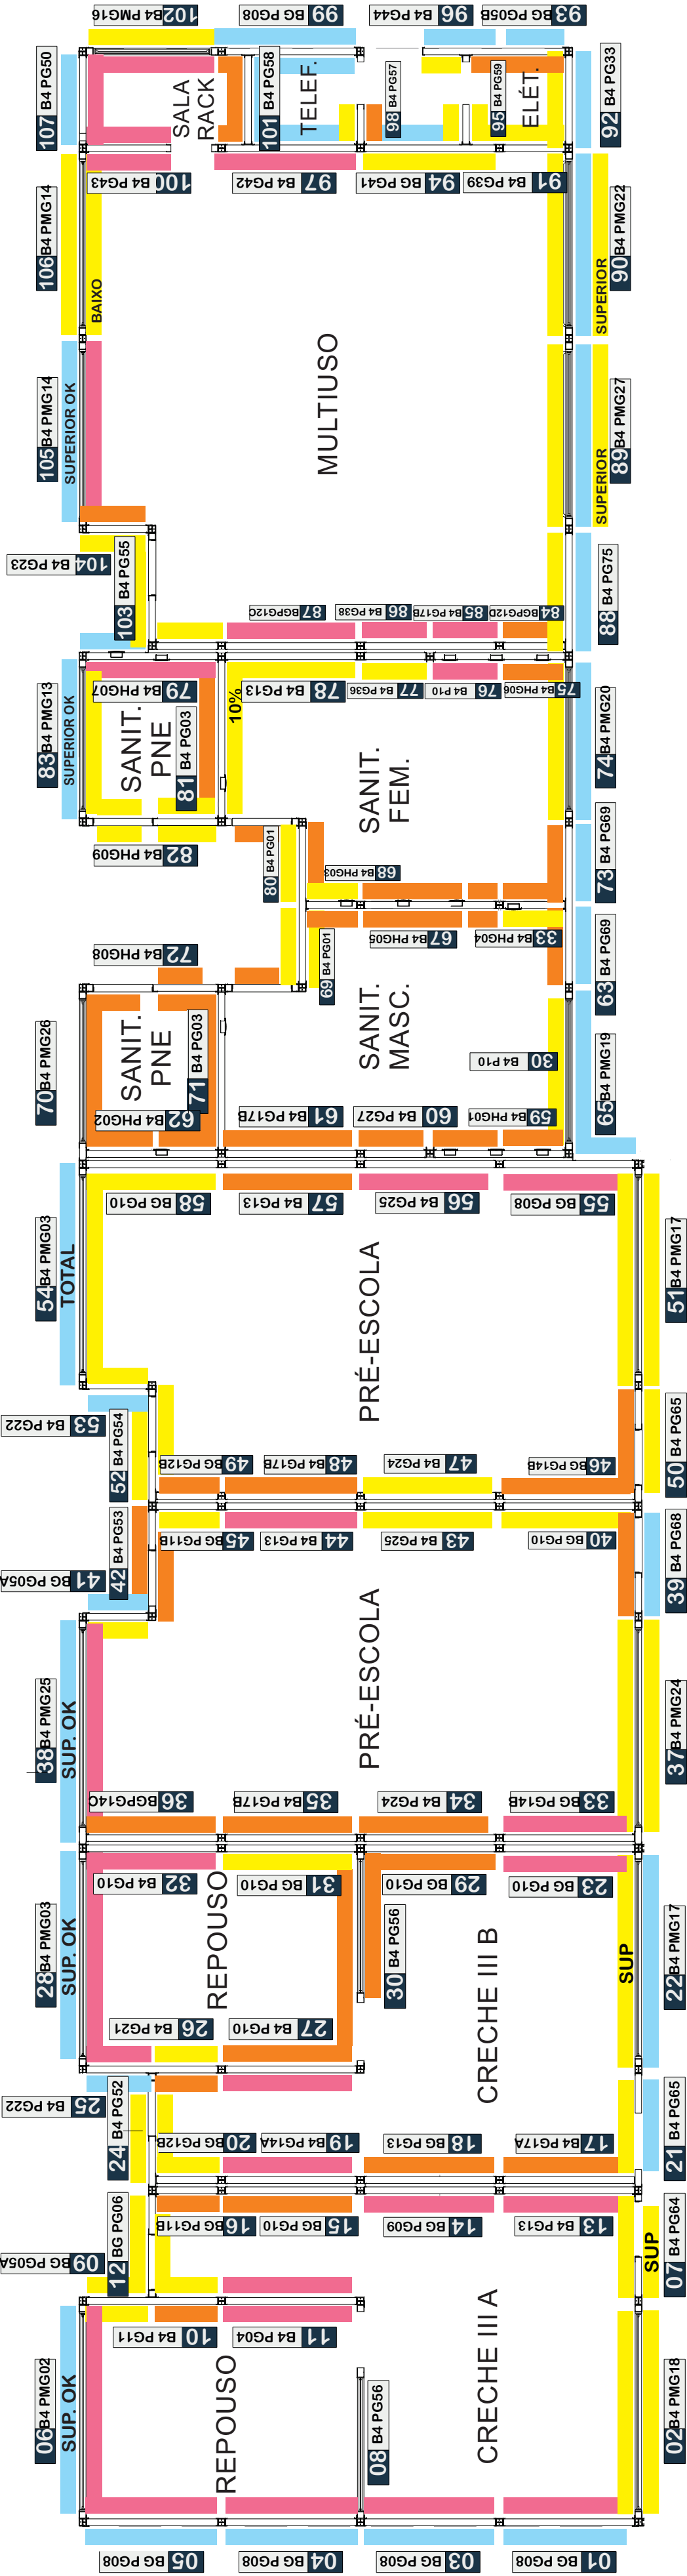 102 B4 PMG16
99 BG PG08
96 B4 PG44
93 BG PG05B
107 B4 PG50
SALA
RACK
101 B4 PG58
TELEF.
98 B4 PG57
95 B4 PG59
ELÉT.
92 B4 PG33
100 B4 PG43
97 B4 PG42
94 BG PG41
91 B4 PG39
106 B4 PMG14
BAIXO
90 B4 PMG22
SUPERIOR
MULTIUSO
105 B4 PMG14
SUPERIOR OK
89 B4 PMG27
SUPERIOR
104 B4 PG23
103 B4 PG55
88 B4 PG75
87 BGPG12C
86 B4 PG38
85 B4 PG17B
84 BGPG12D
83 B4 PMG13
SUPERIOR OK
79 B4 PHG07
SANIT.
PNE
81 B4 PG03
10%
78 B4 PG13
77 B4 PG36
76 B4 P10
75 B4 PHG06
74 B4 PMG20
SANIT.
FEM.
82 B4 PHG09
80 B4 PG01
68 B4 PHG03
73 B4 PG69
72 B4 PHG08
69 B4 PG01
67 B4 PHG05
33 B4 PHG04
63 B4 PG69
70 B4 PMG26
SANIT.
PNE
71 B4 PG03
SANIT.
MASC.
30 B4 P10
65 B4 PMG19
62 B4 PHG02
61 B4 PG17B
60 B4 PG27
59 B4 PHG01
54 B4 PMG03
TOTAL
58 BG PG10
57 B4 PG13
56 B4 PG25
55 BG PG08
51 B4 PMG17
PRÉ-ESCOLA
53 B4 PG22
52 B4 PG54
49 BG PG12B
48 B4 PG17B
47 B4 PG24
46 BG PG14B
50 B4 PG65
41 BG PG05A
42 B4 PG53
45 BG PG11B
44 B4 PG13
43 B4 PG25
40 BG PG10
39 B4 PG68
PRÉ-ESCOLA
38 B4 PMG25
SUP. OK
37 B4 PMG24
36 BGPG14C
35 B4 PG17B
34 B4 PG24
33 BG PG14B
28 B4 PMG03
SUP. OK
32 B4 PG10
REPOUSO
31 BG PG10
30 B4 PG56
29 BG PG10
23 BG PG10
CRECHE III B
SUP
22 B4 PMG17
26 B4 PG21
27 B4 PG10
25 B4 PG22
24 B4 PG52
20 BG PG12B
19 B4 PG14A
18 BG PG13
17 B4 PG17A
21 B4 PG65
09 BG PG05A
12 BG PG06
16 BG PG11B
15 BG PG10
14 BG PG09
13 B4 PG13
SUP
07 B4 PG64
06 B4 PMG02
SUP. OK
10 B4 PG11
11 B4 PG04
REPOUSO
08 B4 PG56
CRECHE III A
02 B4 PMG18
05 BG PG08
04 BG PG08
03 BG PG08
01 BG PG08